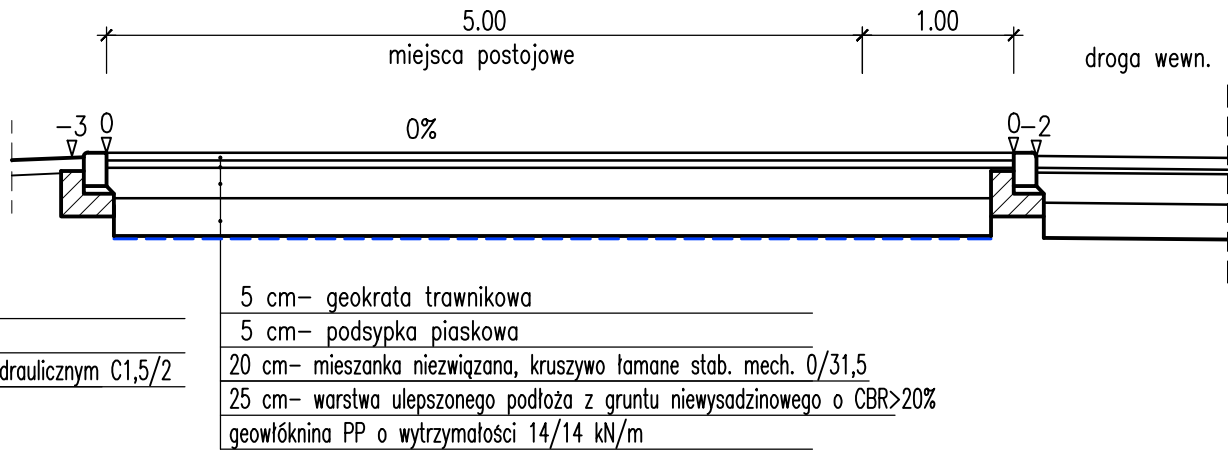 5.00
1.00
miejsca postojowe
droga wewn.
-3
0
0%
0
-2
5 cm– geokrata trawnikowa
5 cm– podsypka piaskowa
draulicznym C1,5/2
20 cm– mieszanka niezwiązana, kruszywo łamane stab. mech. 0/31,5
25 cm– warstwa ulepszonego podłoża z gruntu niewysadzinowego o CBR>20%
geowłóknina PP o wytrzymałości 14/14 kN/m